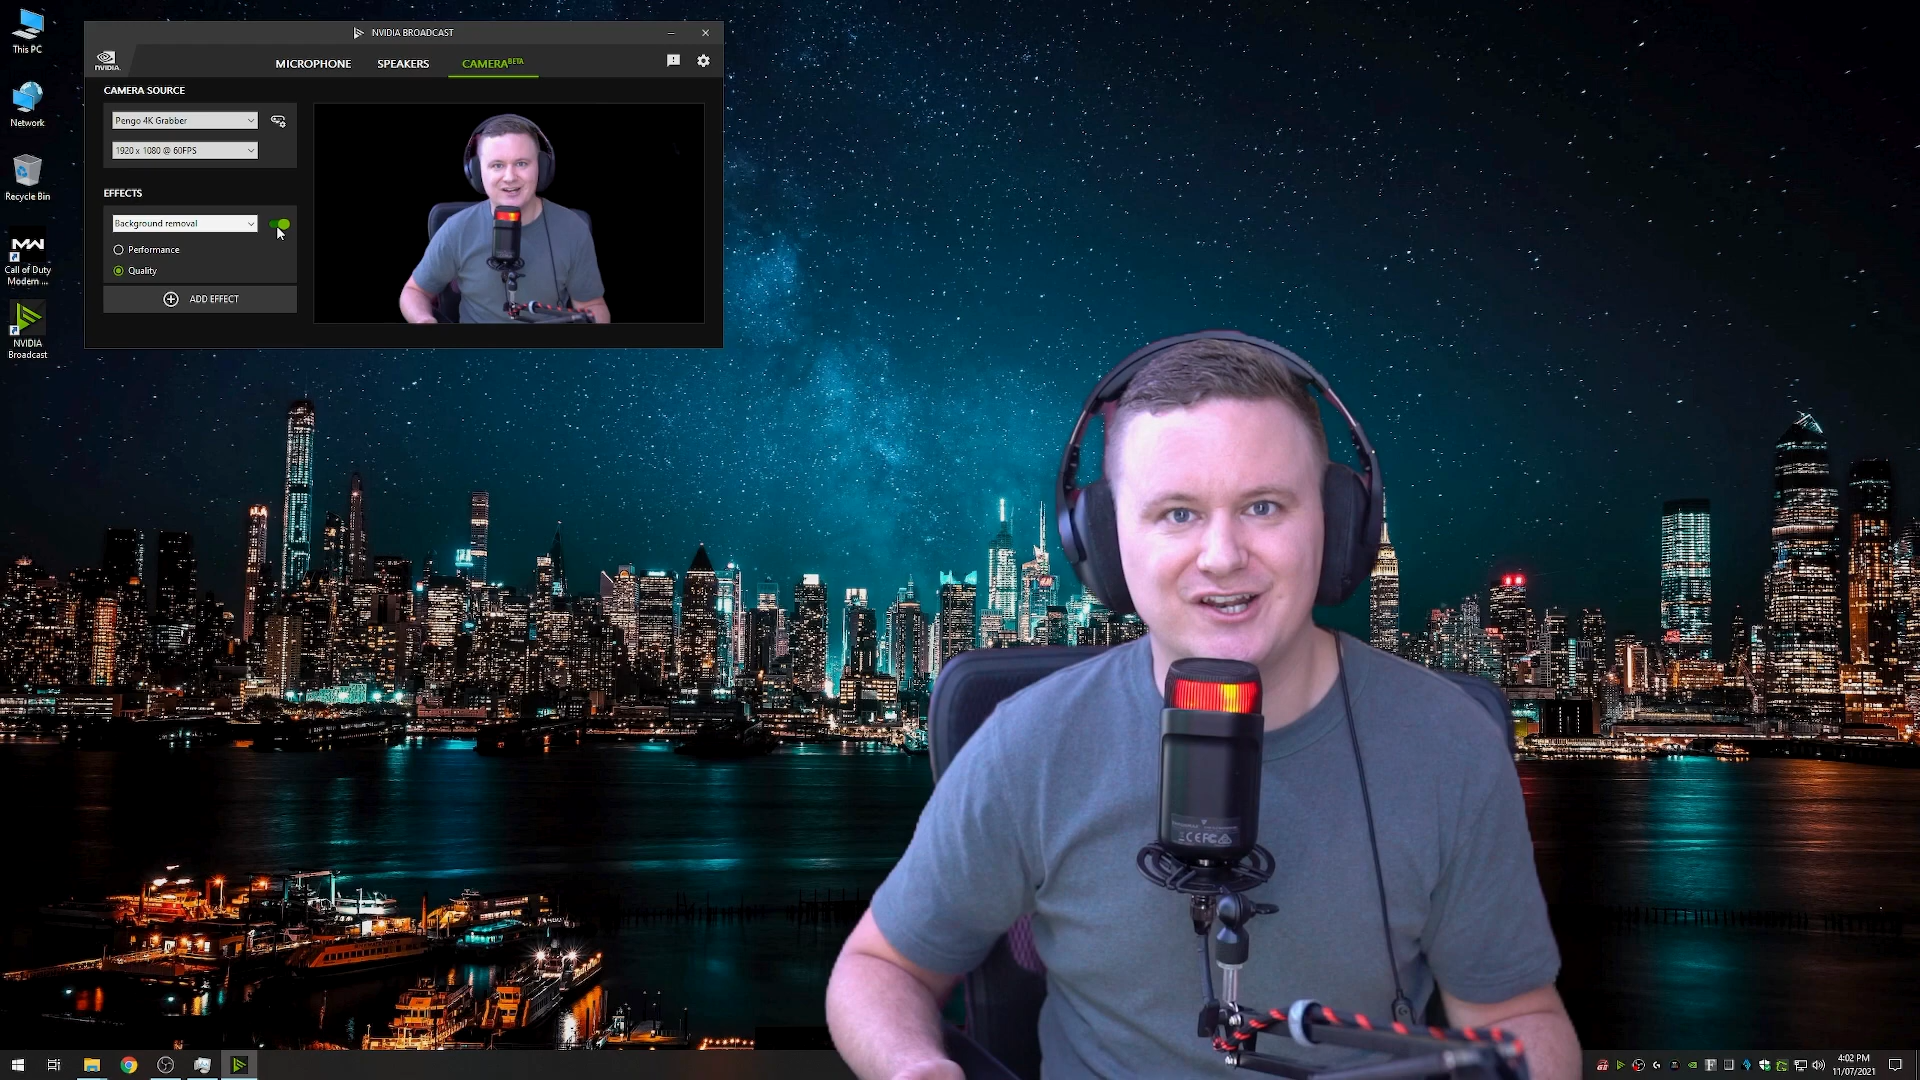 This PC
Network
Recycle Bin
Call of Duty
Modern ...
NVIDIA
Broadcast
NVIDIA BROADCAST
NVIDIA.
MICROPHONE
SPEAKERS
CAMERA BETA
CAMERA SOURCE
Pengo 4K Grabber
1920 x 1080 @ 60FPS
EFFECTS
Background removal
Performance
Quality
ADD EFFECT
4:02 PM
11/07/2021